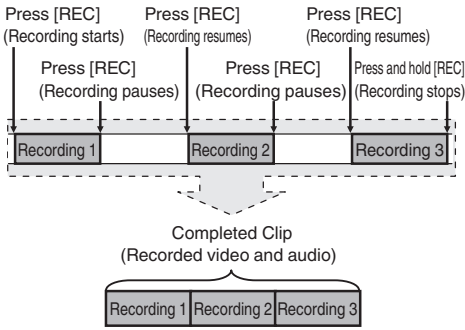 Press [REC]
(Recording starts)
Press [REC]
(Recording resumes)
Press [REC]
(Recording resumes)
Press [REC]
(Recording pauses)
Press [REC]
(Recording pauses)
Press and hold [REC]
(Recording stops)
Recording 1
Recording 2
Recording 3
Completed Clip
(Recorded video and audio)
Recording 1
Recording 2
Recording 3